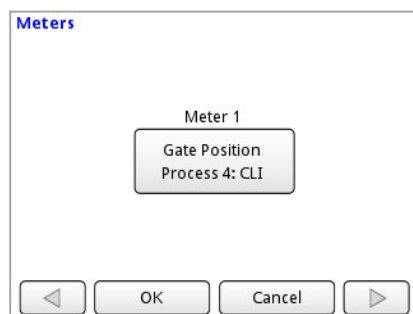 Meters
Meter 1
Gate Position
Process 4: CLI
OK
Cancel